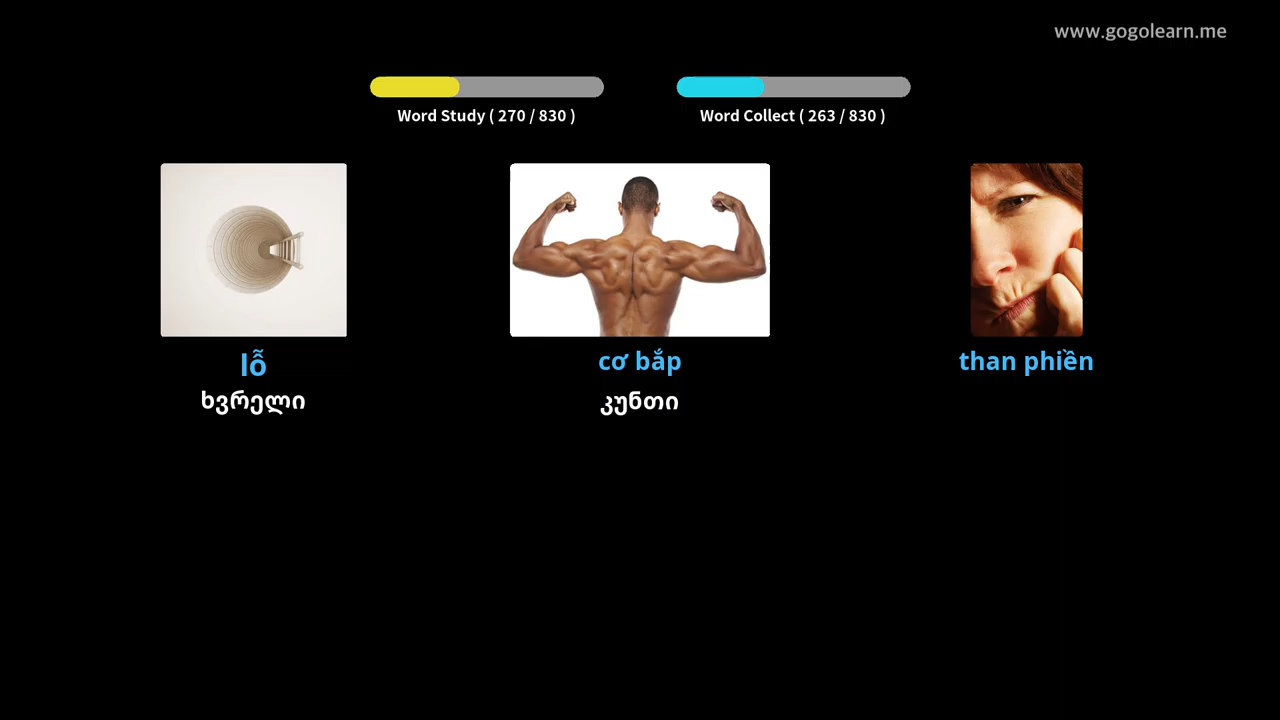 www.gogolearn.me
Word Study ( 270 / 830 )
Word Collect ( 263 / 830 )
lỗ
cơ bắp
than phiền
ხვრელი
კუნთი